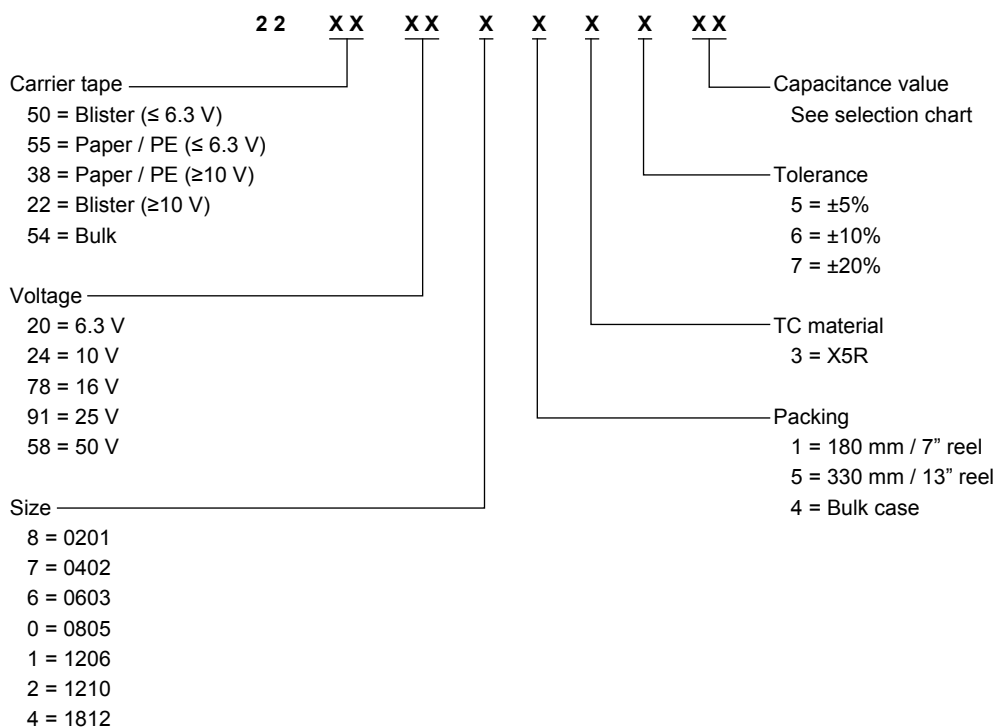 2 2 X X X X X X X X X X
Carrier tape
50 = Blister (≤ 6.3 V)
55 = Paper / PE (≤ 6.3 V)
38 = Paper / PE (≥10 V)
22 = Blister (≥10 V)
54 = Bulk
Voltage
20 = 6.3 V
24 = 10 V
78 = 16 V
91 = 25 V
58 = 50 V
Size
8 = 0201
7 = 0402
6 = 0603
0 = 0805
1 = 1206
2 = 1210
4 = 1812
Capacitance value
See selection chart
Tolerance
5 = ±5%
6 = ±10%
7 = ±20%
TC material
3 = X5R
Packing
1 = 180 mm / 7” reel
5 = 330 mm / 13” reel
4 = Bulk case